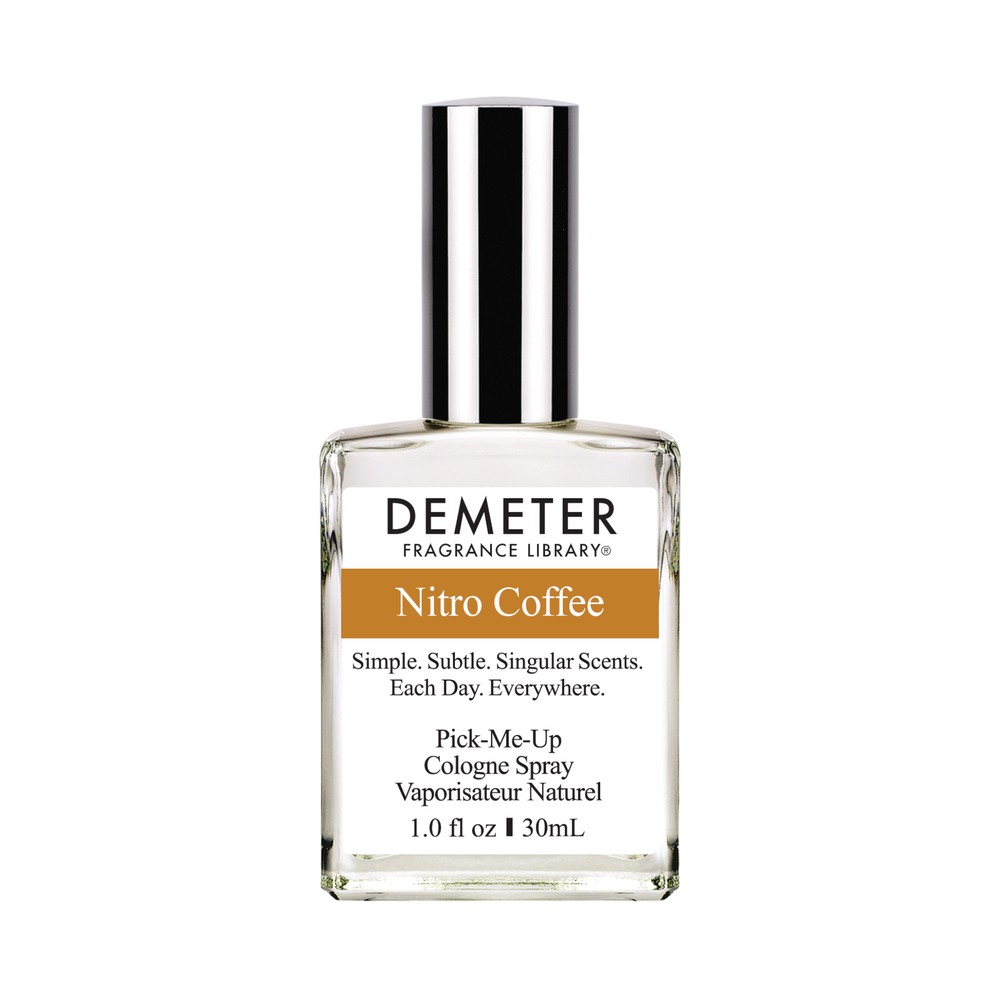 DEMETER
FRAGRANCE LIBRARY®
Nitro Coffee
Simple. Subtle. Singular Scents.
Each Day. Everywhere.
Pick-Me-Up
Cologne Spray
Vaporisateur Naturel
1.0 fl oz ▌30mL